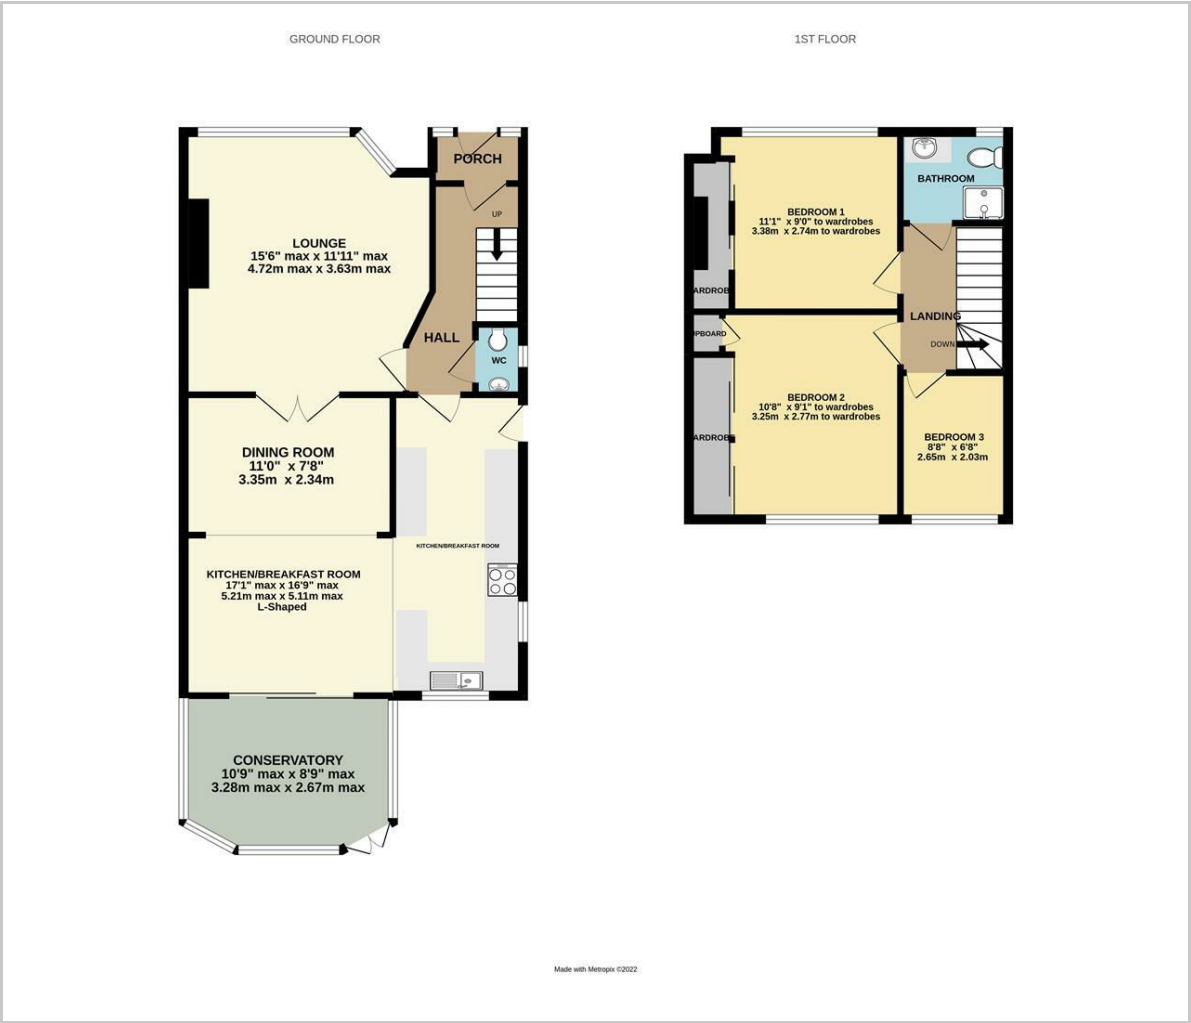 GROUND FLOOR
1ST FLOOR
PORCH
UP
LOUNGE
15'6" max x 11'11" max
4.72m max x 3.63m max
HALL
WC
DINING ROOM
11'0" x 7'8"
3.35m x 2.34m
KITCHEN/BREAKFAST ROOM
KITCHEN/BREAKFAST ROOM
17'1" max x 16'9" max
5.21m max x 5.11m max
L-Shaped
CONSERVATORY
10'9" max x 8'9" max
3.28m max x 2.67m max
BATHROOM
BEDROOM 1
11'1" x 9'0" to wardrobes
3.38m x 2.74m to wardrobes
ARDROB
LANDING
UPBOARD
DOWN
BEDROOM 2
10'8" x 9'1" to wardrobes
3.25m x 2.77m to wardrobes
ARDROBE
BEDROOM 3
8'8" x 6'8"
2.65m x 2.03m
Made with Metropix ©2022